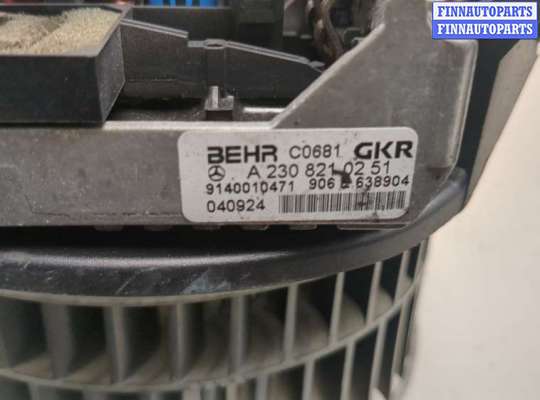 FINNAUTOPARTS
FINNAUTOPARTS
BEHR C0681 GKR
A 230 821 02 51
9140010471 906 638904
040924